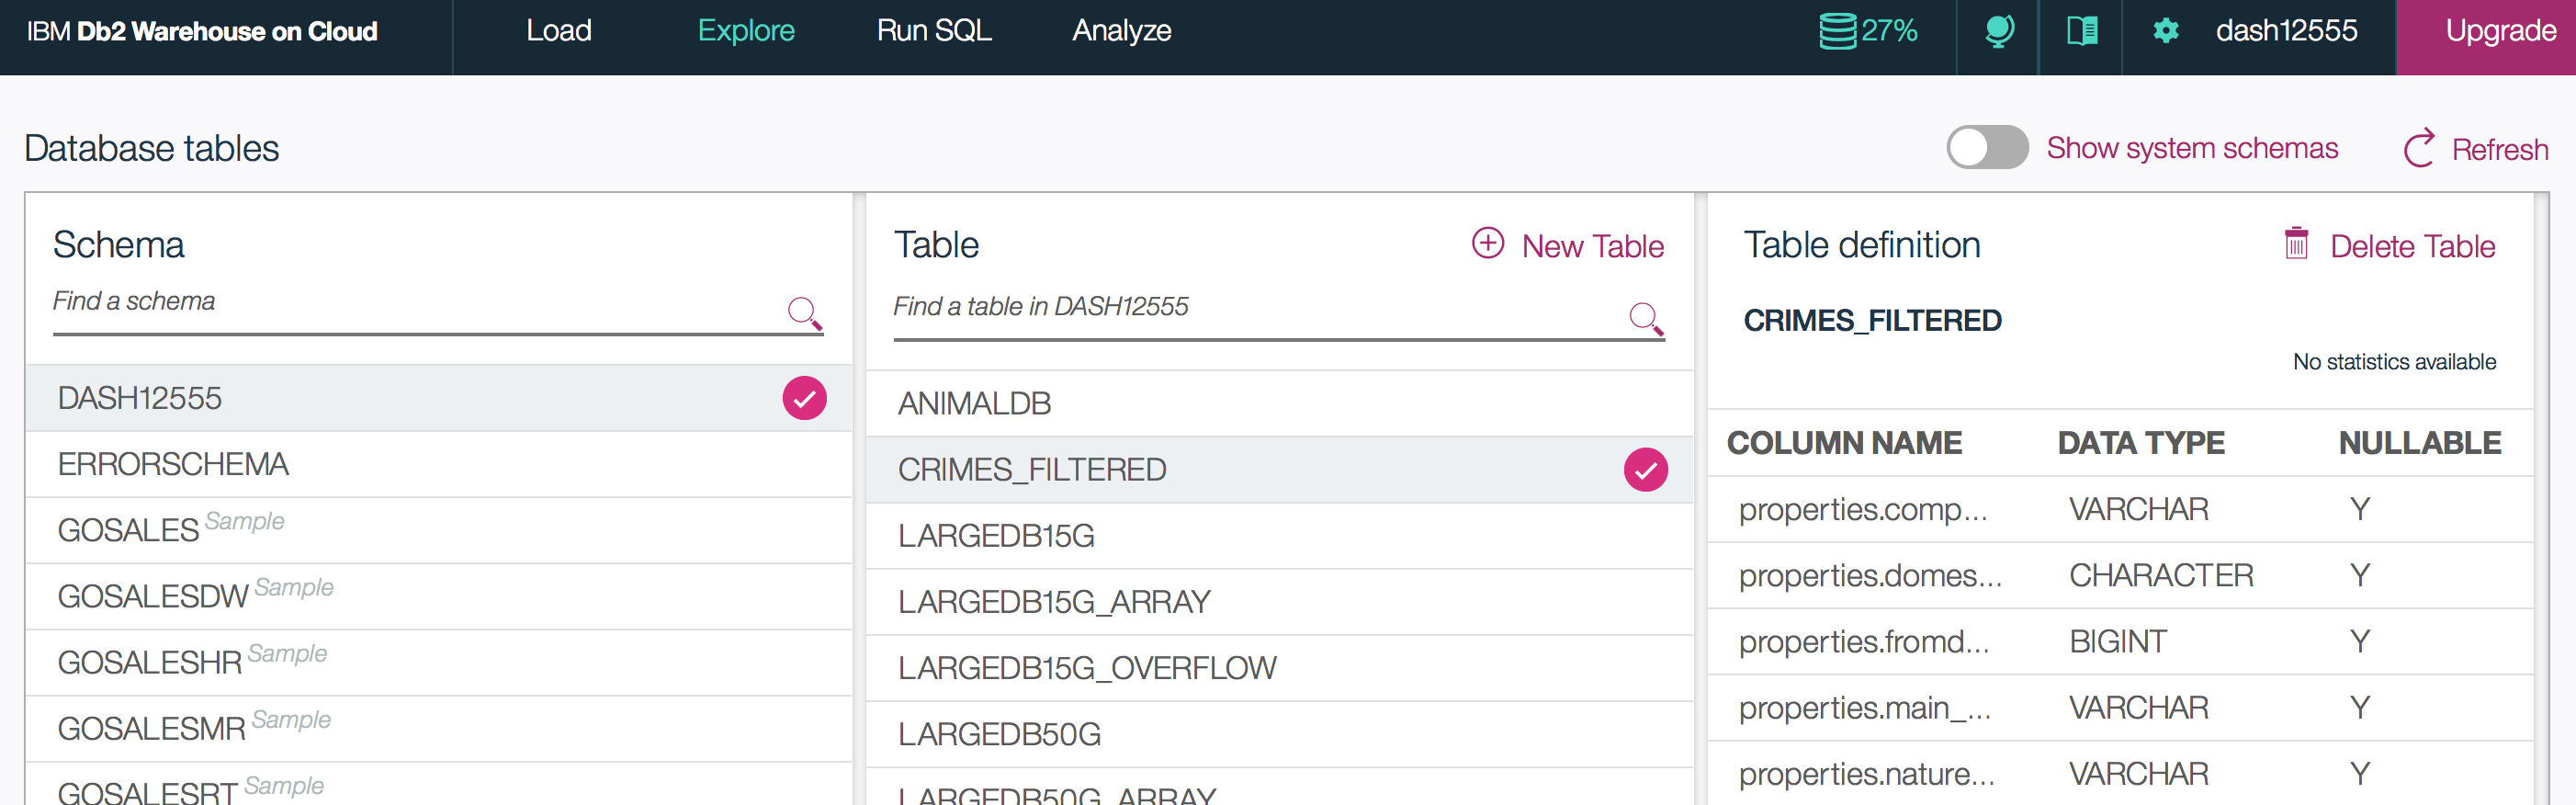 IBM Db2 Warehouse on Cloud Load Explore Run SQL Analyze 27% dash12555 Upgrade
Database tables Show system schemas Refresh
Schema
Find a schema
DASH12555
ERRORSCHEMA
GOSALES Sample
GOSALESDW Sample
GOSALESHR Sample
GOSALESMR Sample
GOSALESRT Sample
Table New Table
Find a table in DASH12555
ANIMALDB
CRIMES_FILTERED
LARGEDB15G
LARGEDB15G_ARRAY
LARGEDB15G_OVERFLOW
LARGEDB50G
LARGEDB50G_ARRAY
Table definition Delete Table
CRIMES_FILTERED
No statistics available
COLUMN NAME DATA TYPE NULLABLE
properties.comp... VARCHAR Y
properties.domes... CHARACTER Y
properties.fromd... BIGINT Y
properties.main_... VARCHAR Y
properties.nature... VARCHAR Y